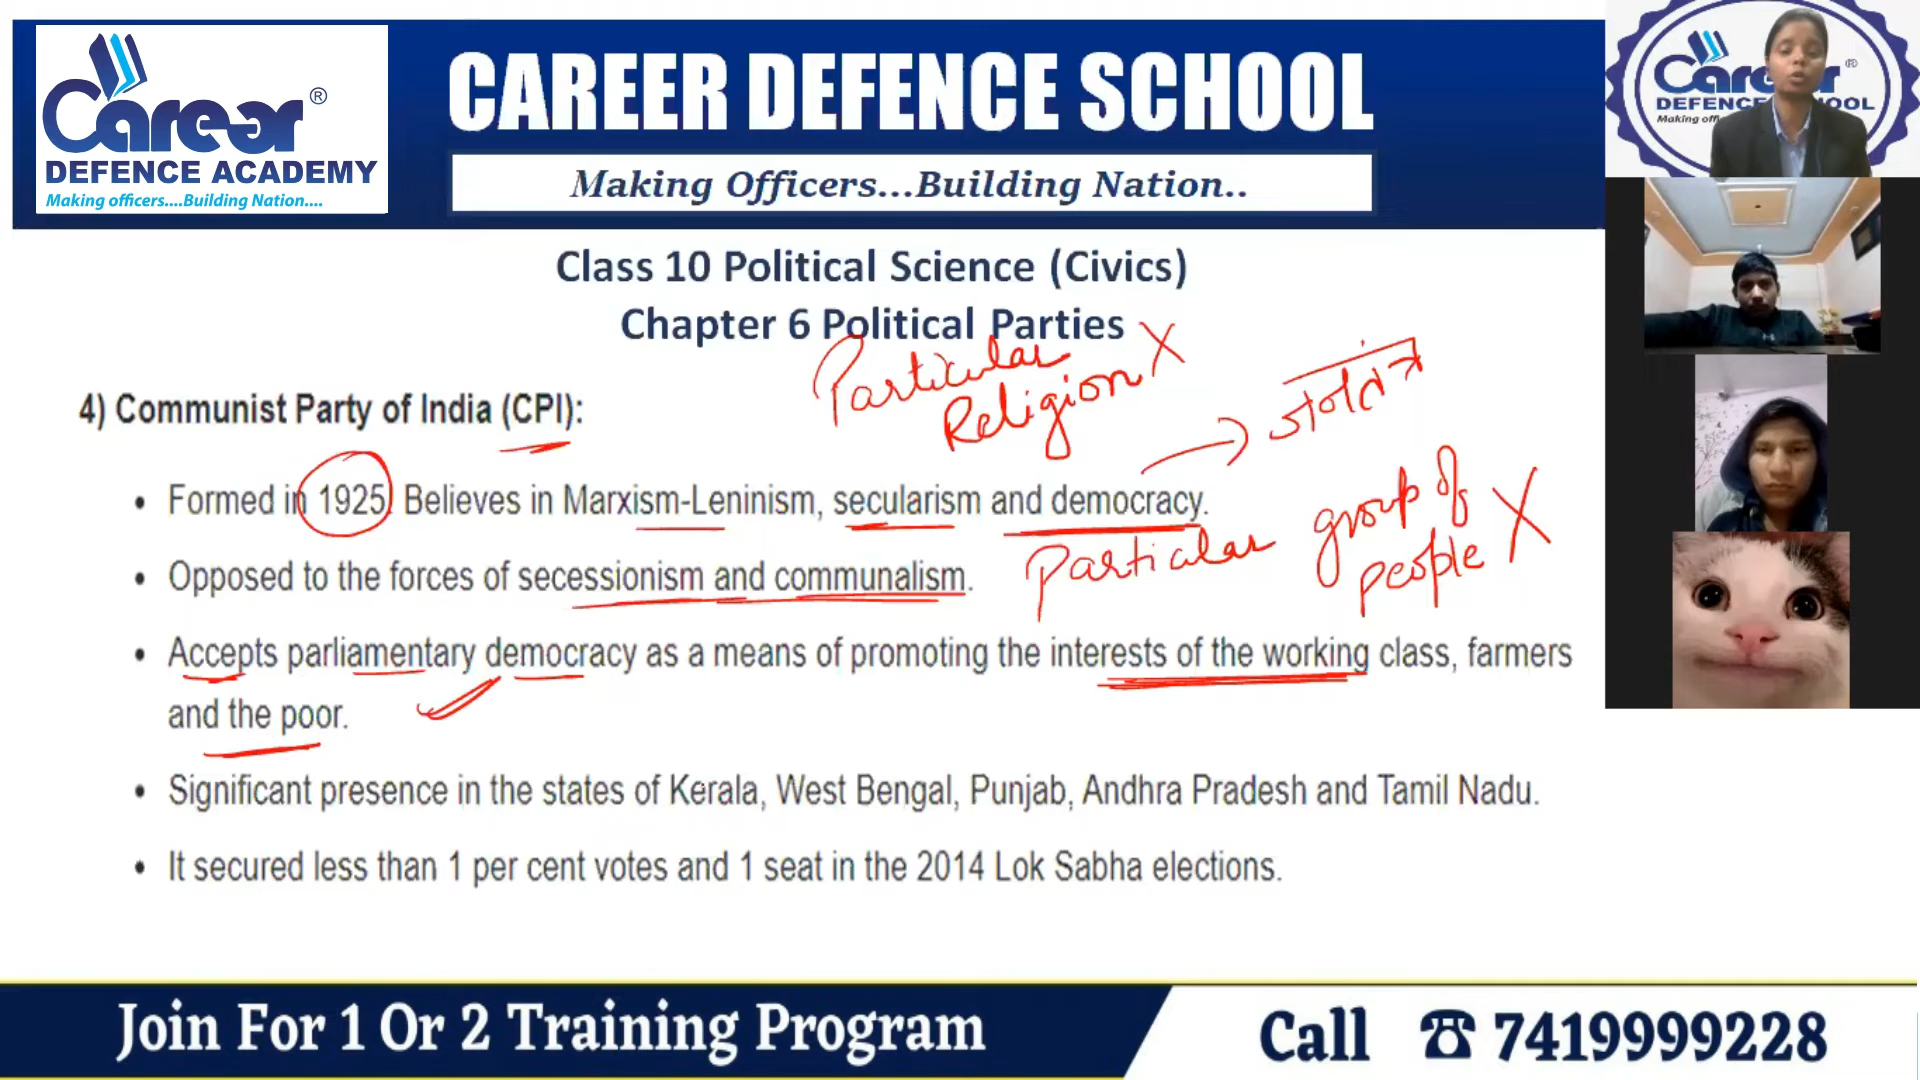 Career ®
DEFENCE ACADEMY
Making officers....Building Nation....
CAREER DEFENCE SCHOOL
Making Officers...Building Nation..
Career ®
DEFENCE SCHOOL
Class 10 Political Science (Civics)
Chapter 6 Political Parties
Particular
Religion X
4) Communist Party of India (CPI):
Formed in 1925. Believes in Marxism-Leninism, secularism and democracy.
Particular group of
people X
• Opposed to the forces of secessionism and communalism.
• Accepts parliamentary democracy as a means of promoting the interests of the working class, farmers
and the poor.
• Significant presence in the states of Kerala, West Bengal, Punjab, Andhra Pradesh and Tamil Nadu.
• It secured less than 1 per cent votes and 1 seat in the 2014 Lok Sabha elections.
Join For 1 Or 2 Training Program
Call ☎ 7419999228